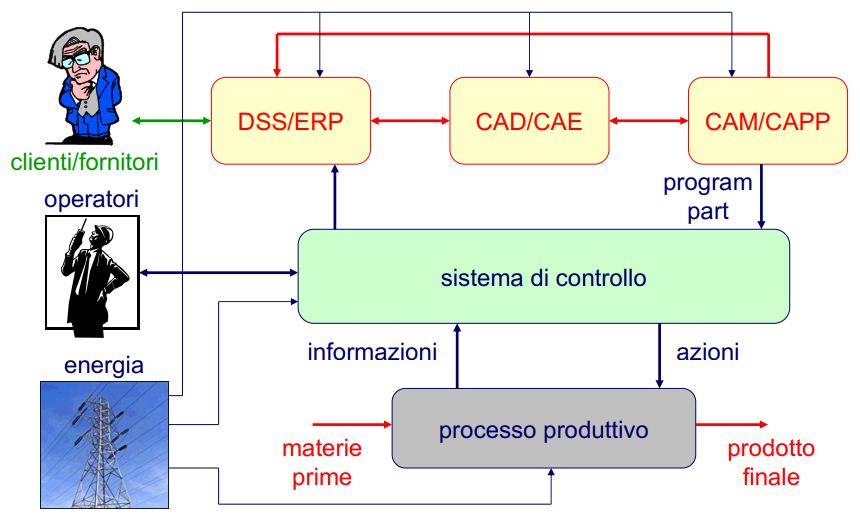 DSS/ERP
CAD/CAE
CAM/CAPP
clienti/fornitori
program
part
operatori
sistema di controllo
informazioni
azioni
energia
processo produttivo
materie
prime
prodotto
finale